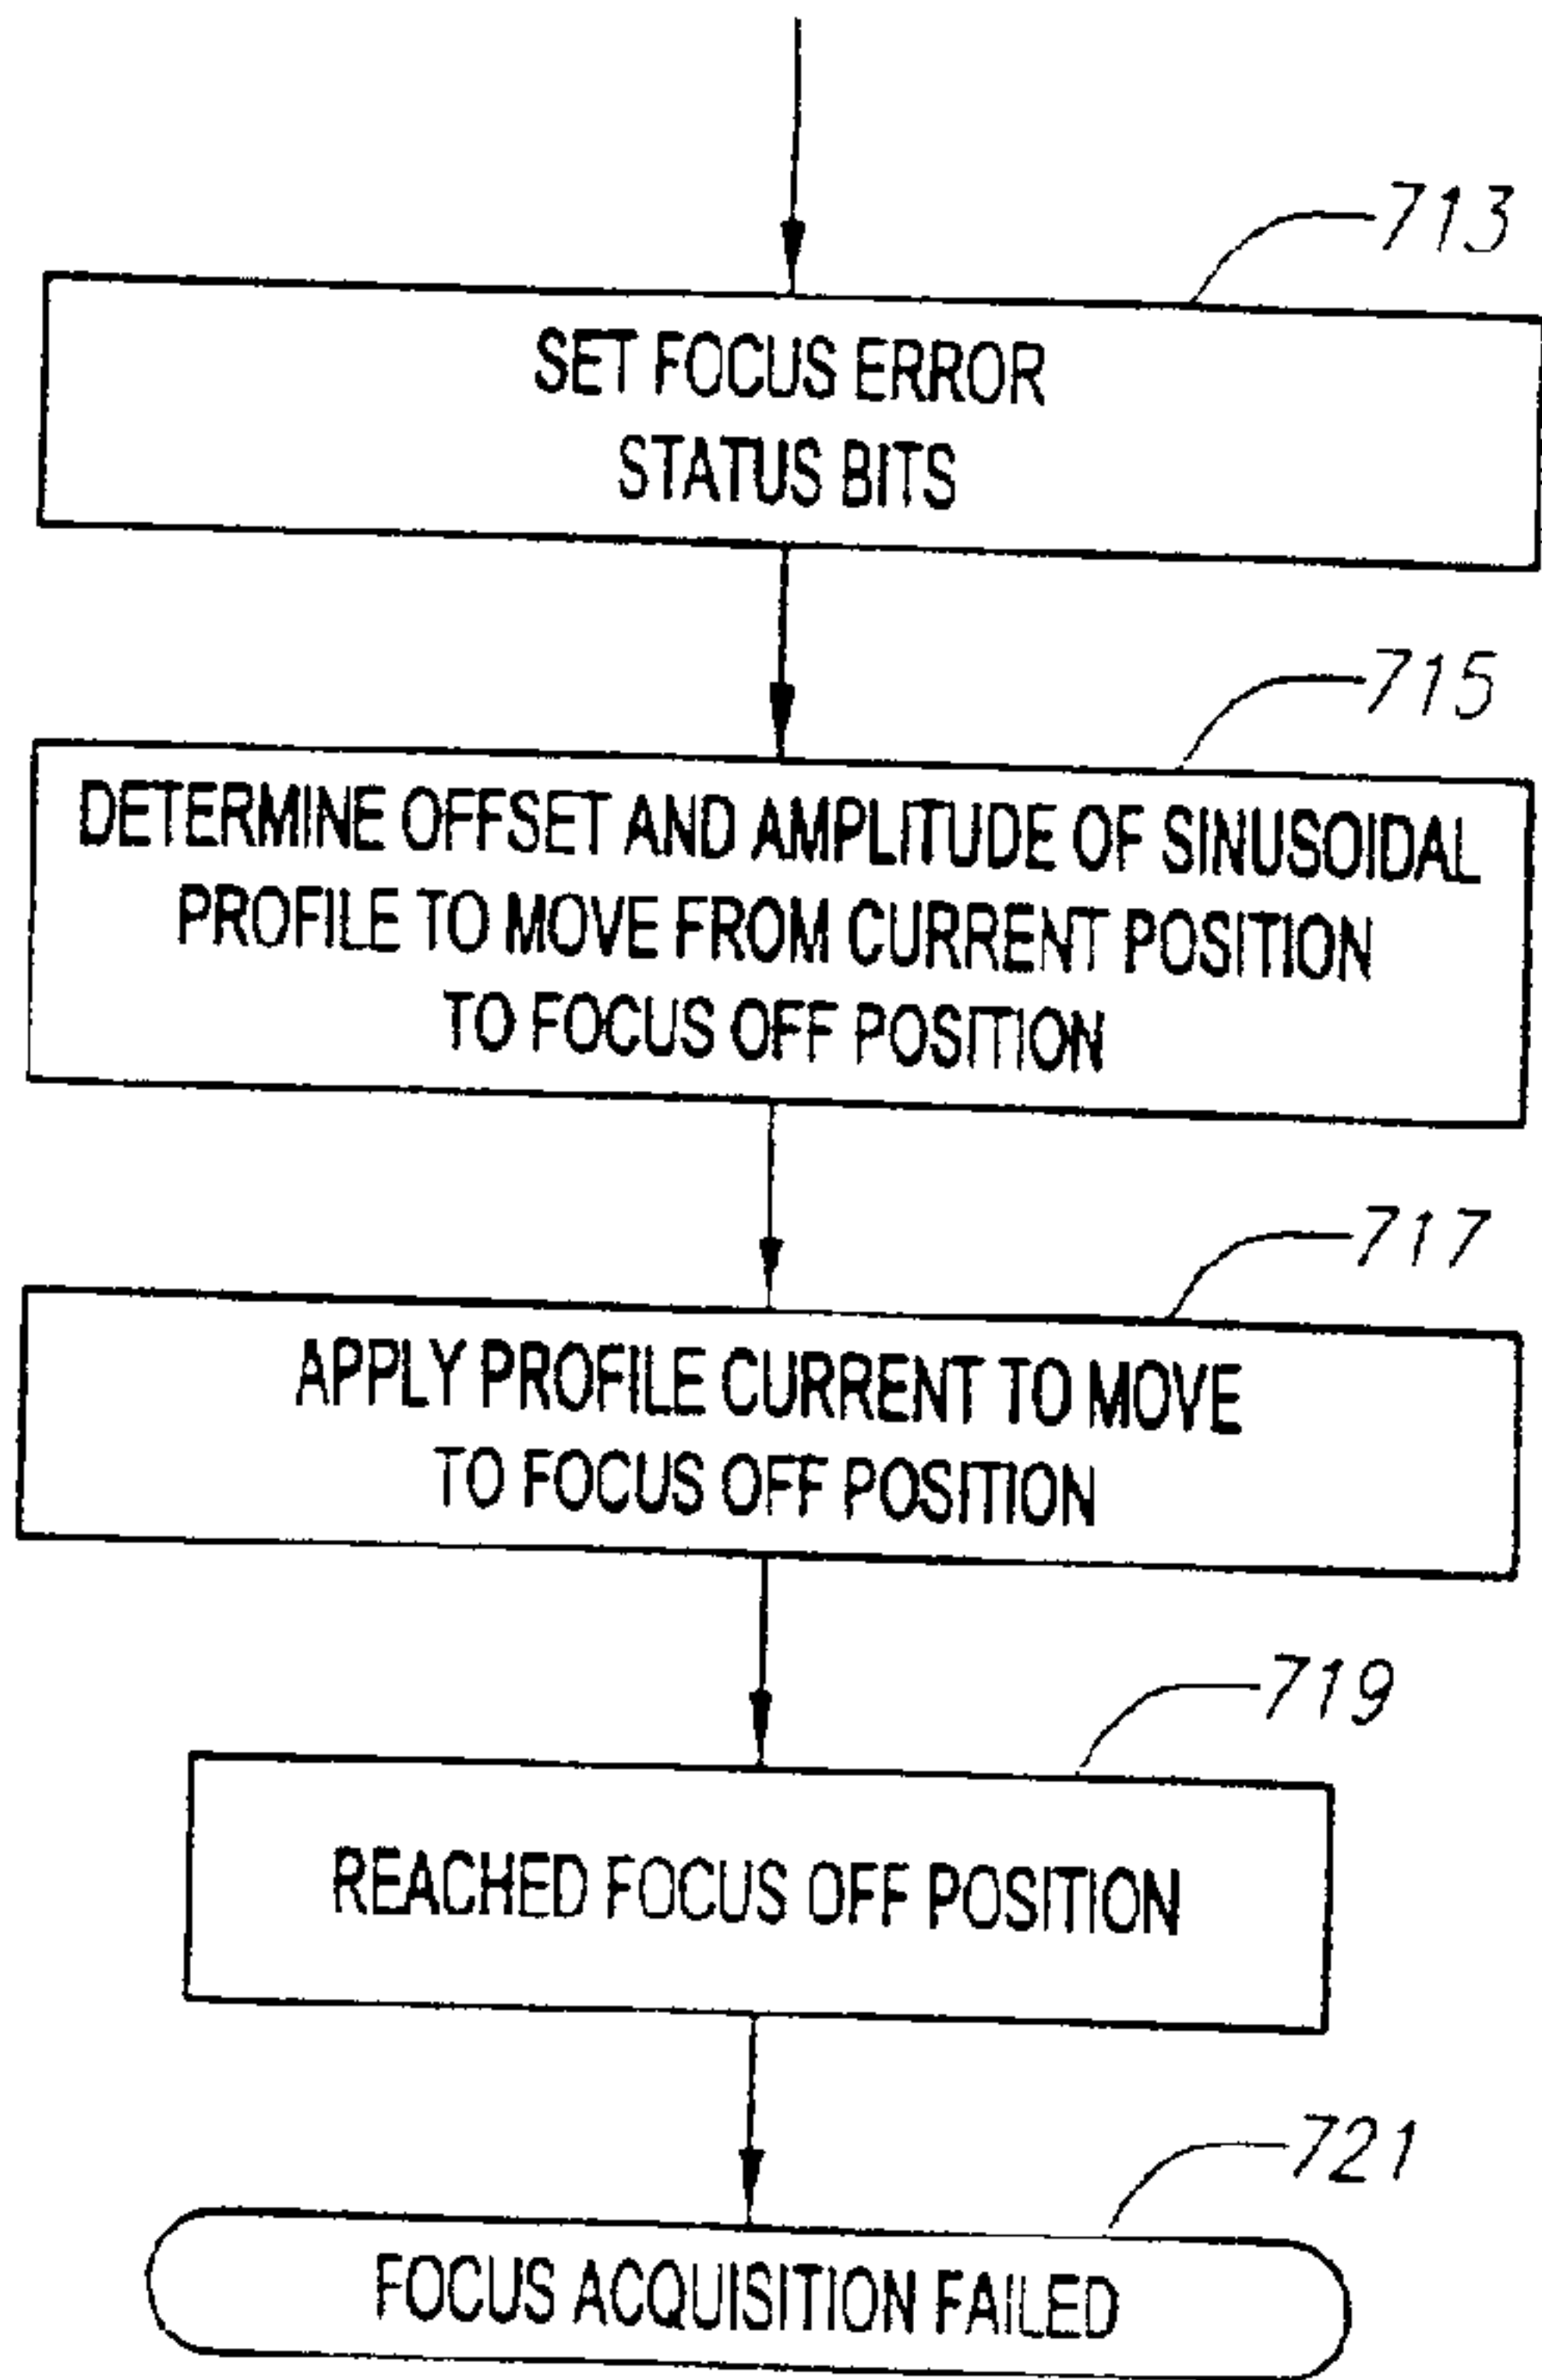 713
SET FOCUS ERROR
STATUS BITS
715
DETERMINE OFFSET AND AMPLITUDE OF SINUSOIDAL
PROFILE TO MOVE FROM CURRENT POSITION
TO FOCUS OFF POSITION
717
APPLY PROFILE CURRENT TO MOVE
TO FOCUS OFF POSITION
719
REACHED FOCUS OFF POSITION
721
FOCUS ACQUISITION FAILED